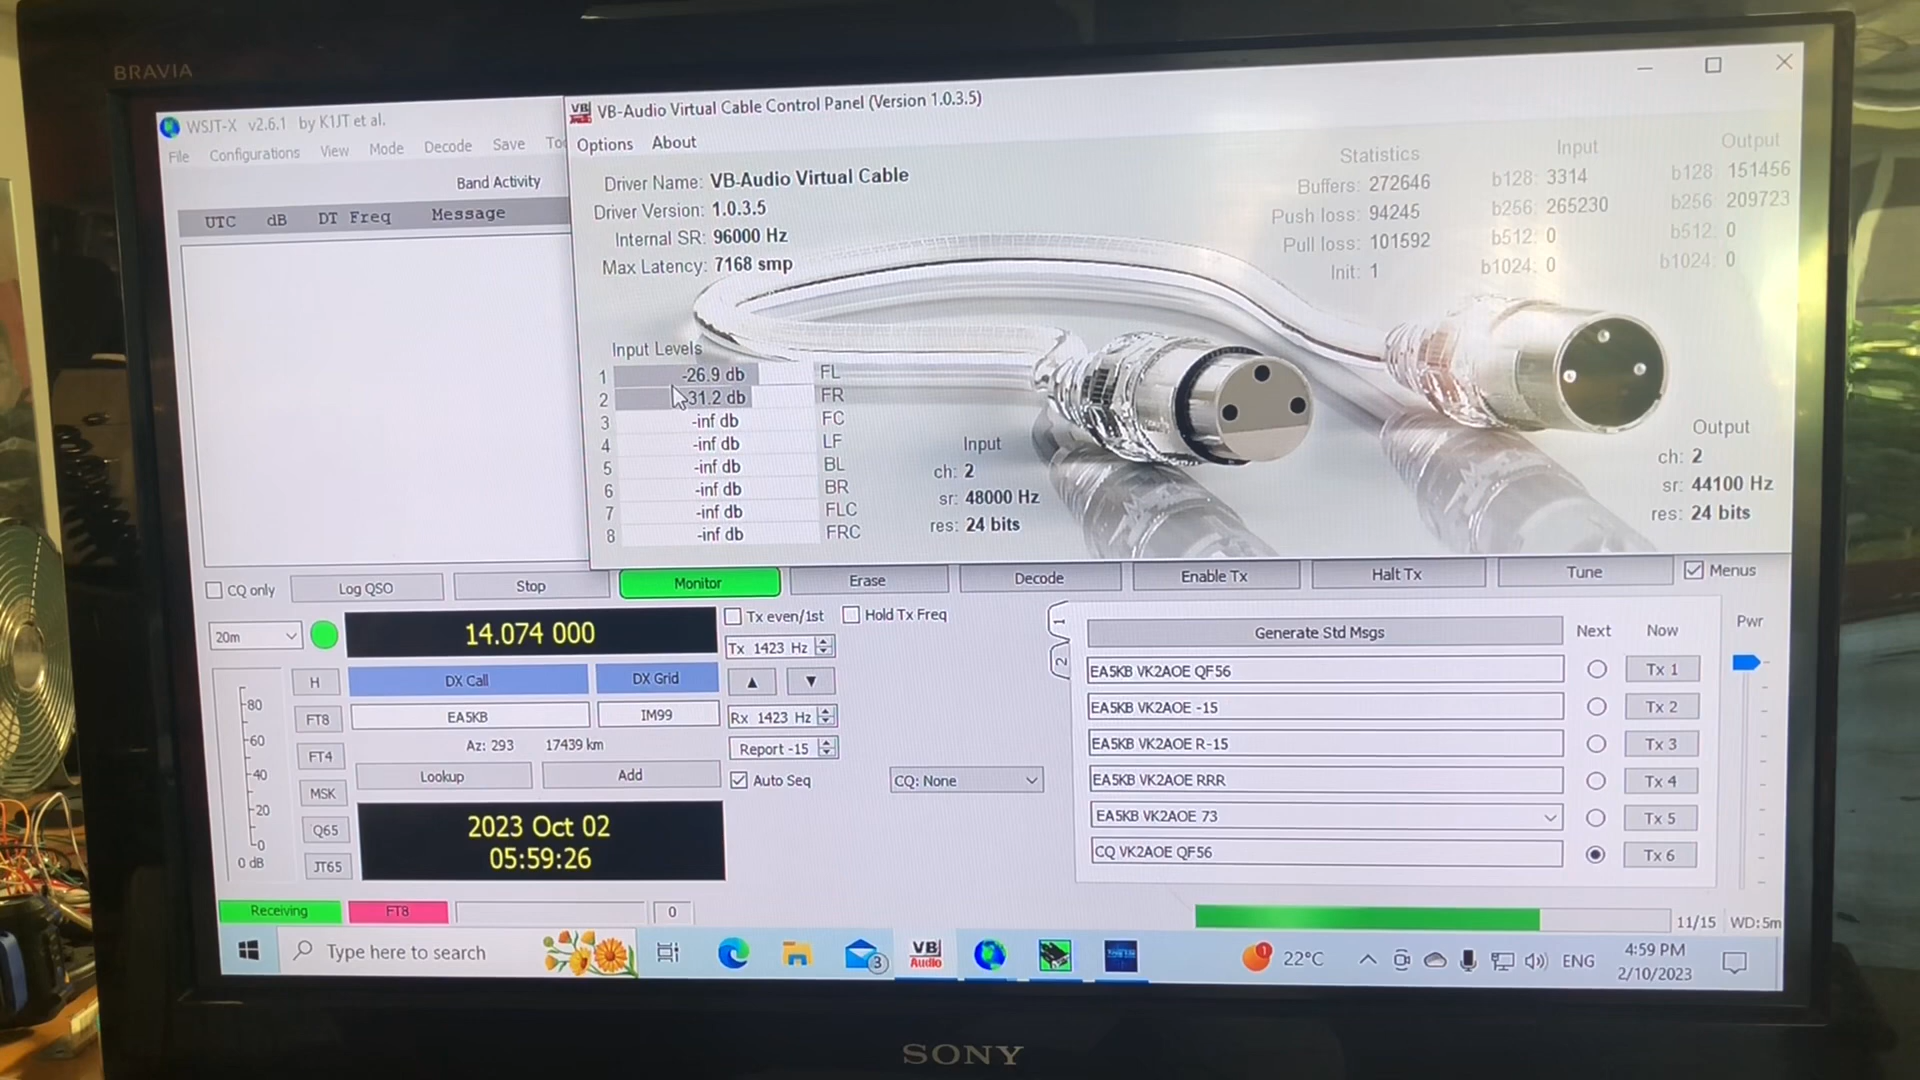 BRAVIA
WSJT-X v2.6.1 by K1JT et al.
File Configurations View Mode Decode Save
Band Activity
UTC dB DT Freq Message
VB-Audio Virtual Cable Control Panel (Version 1.0.3.5)
Options About
Driver Name: VB-Audio Virtual Cable
Driver Version: 1.0.3.5
Internal SR: 96000 Hz
Max Latency: 7168 smp
Statistics
Buffers: 272646
Push loss: 94245
Pull loss: 101592
Init: 1
Input
b128: 3314
b256: 265230
b512: 0
b1024: 0
Output
b128: 151456
b256: 209723
b512: 0
b1024: 0
Input Levels
1 -26.9 db FL
2 -31.2 db FR
3 -inf db FC
4 -inf db LF
5 -inf db BL
6 -inf db BR
7 -inf db FLC
8 -inf db FRC
Input
ch: 2
sr: 48000 Hz
res: 24 bits
Output
ch: 2
sr: 44100 Hz
res: 24 bits
CQ only Log QSO Stop Monitor Erase Decode Enable Tx Halt Tx Tune Menus
20m 14.074 000
Tx even/1st Hold Tx Freq
Tx 1423 Hz
▲ ▼
Rx 1423 Hz
Report -15
Auto Seq CQ: None
H
FT8
FT4
MSK
Q65
JT65
-80
-60
-40
-20
-0
0 dB
DX Call DX Grid
EA5KB IM99
Az: 293 17439 km
Lookup Add
2023 Oct 02
05:59:26
1
2
Generate Std Msgs Next Now Pwr
EA5KB VK2AOE QF56 Tx 1
EA5KB VK2AOE -15 Tx 2
EA5KB VK2AOE R-15 Tx 3
EA5KB VK2AOE RRR Tx 4
EA5KB VK2AOE 73 Tx 5
CQ VK2AOE QF56 Tx 6
Receiving FT8 0 11/15 WD:5m
Type here to search
3
VB
Audio
1 22°C
ENG
4:59 PM
2/10/2023
SONY